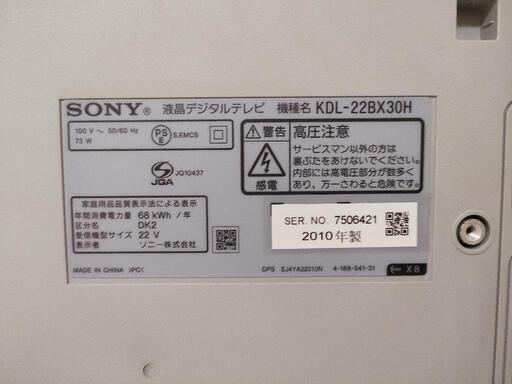 SONY® 液晶デジタルテレビ 機種名 KDL-22BX30H
100 V ～ 50/60 Hz
73 W
PS
E
S.EMCS
JQA
JQ10437
警告
感電
高圧注意
サービスマン以外の方は
裏ぶたをあけないでください。
内部には高電圧部分が数多く
あり、万一さわると危険です。
家庭用品品質表示法による表示
年間消費電力量 68 kWh／年
区分名 DK2
受信機型サイズ 22 V
表示者 ソニー株式会社
SER. NO. 7506421
2010年製
MADE IN CHINA >PC<
DPS EJ4YA22010N 4-188-541-31
X8